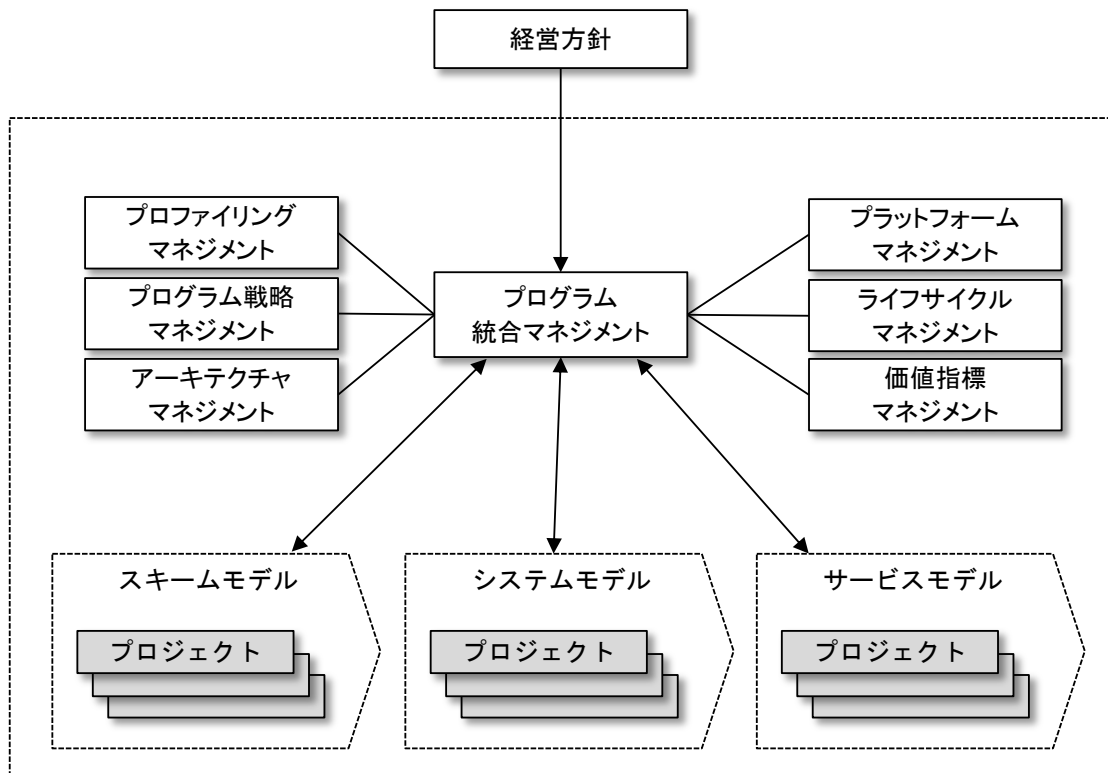 経営方針
プロファイリング
マネジメント
プログラム戦略
マネジメント
アーキテクチャ
マネジメント
プログラム
統合マネジメント
プラットフォーム
マネジメント
ライフサイクル
マネジメント
価値指標
マネジメント
スキームモデル
プロジェクト
システムモデル
プロジェクト
サービスモデル
プロジェクト